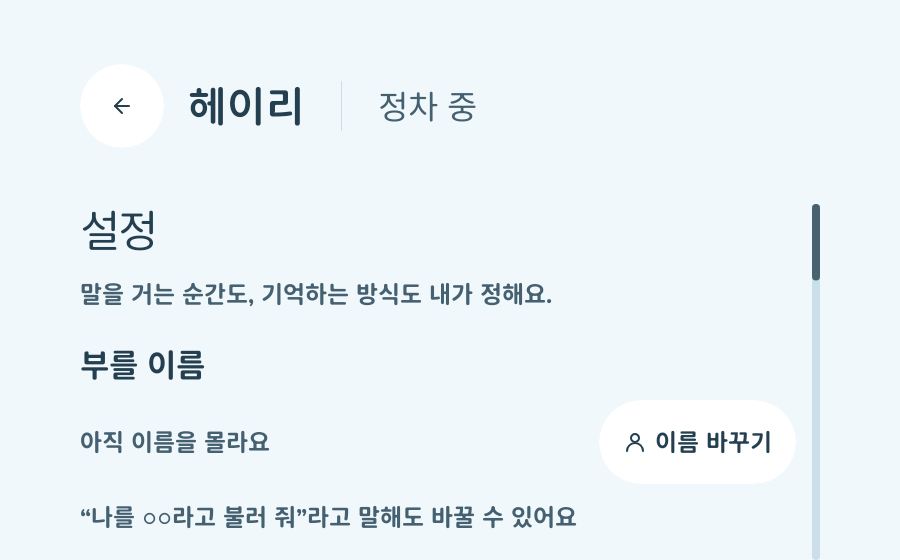 헤이리
정차 중
설정
말을 거는 순간도, 기억하는 방식도 내가 정해요.
부를 이름
아직 이름을 몰라요
이름 바꾸기
“나를 ○○라고 불러 줘”라고 말해도 바꿀 수 있어요